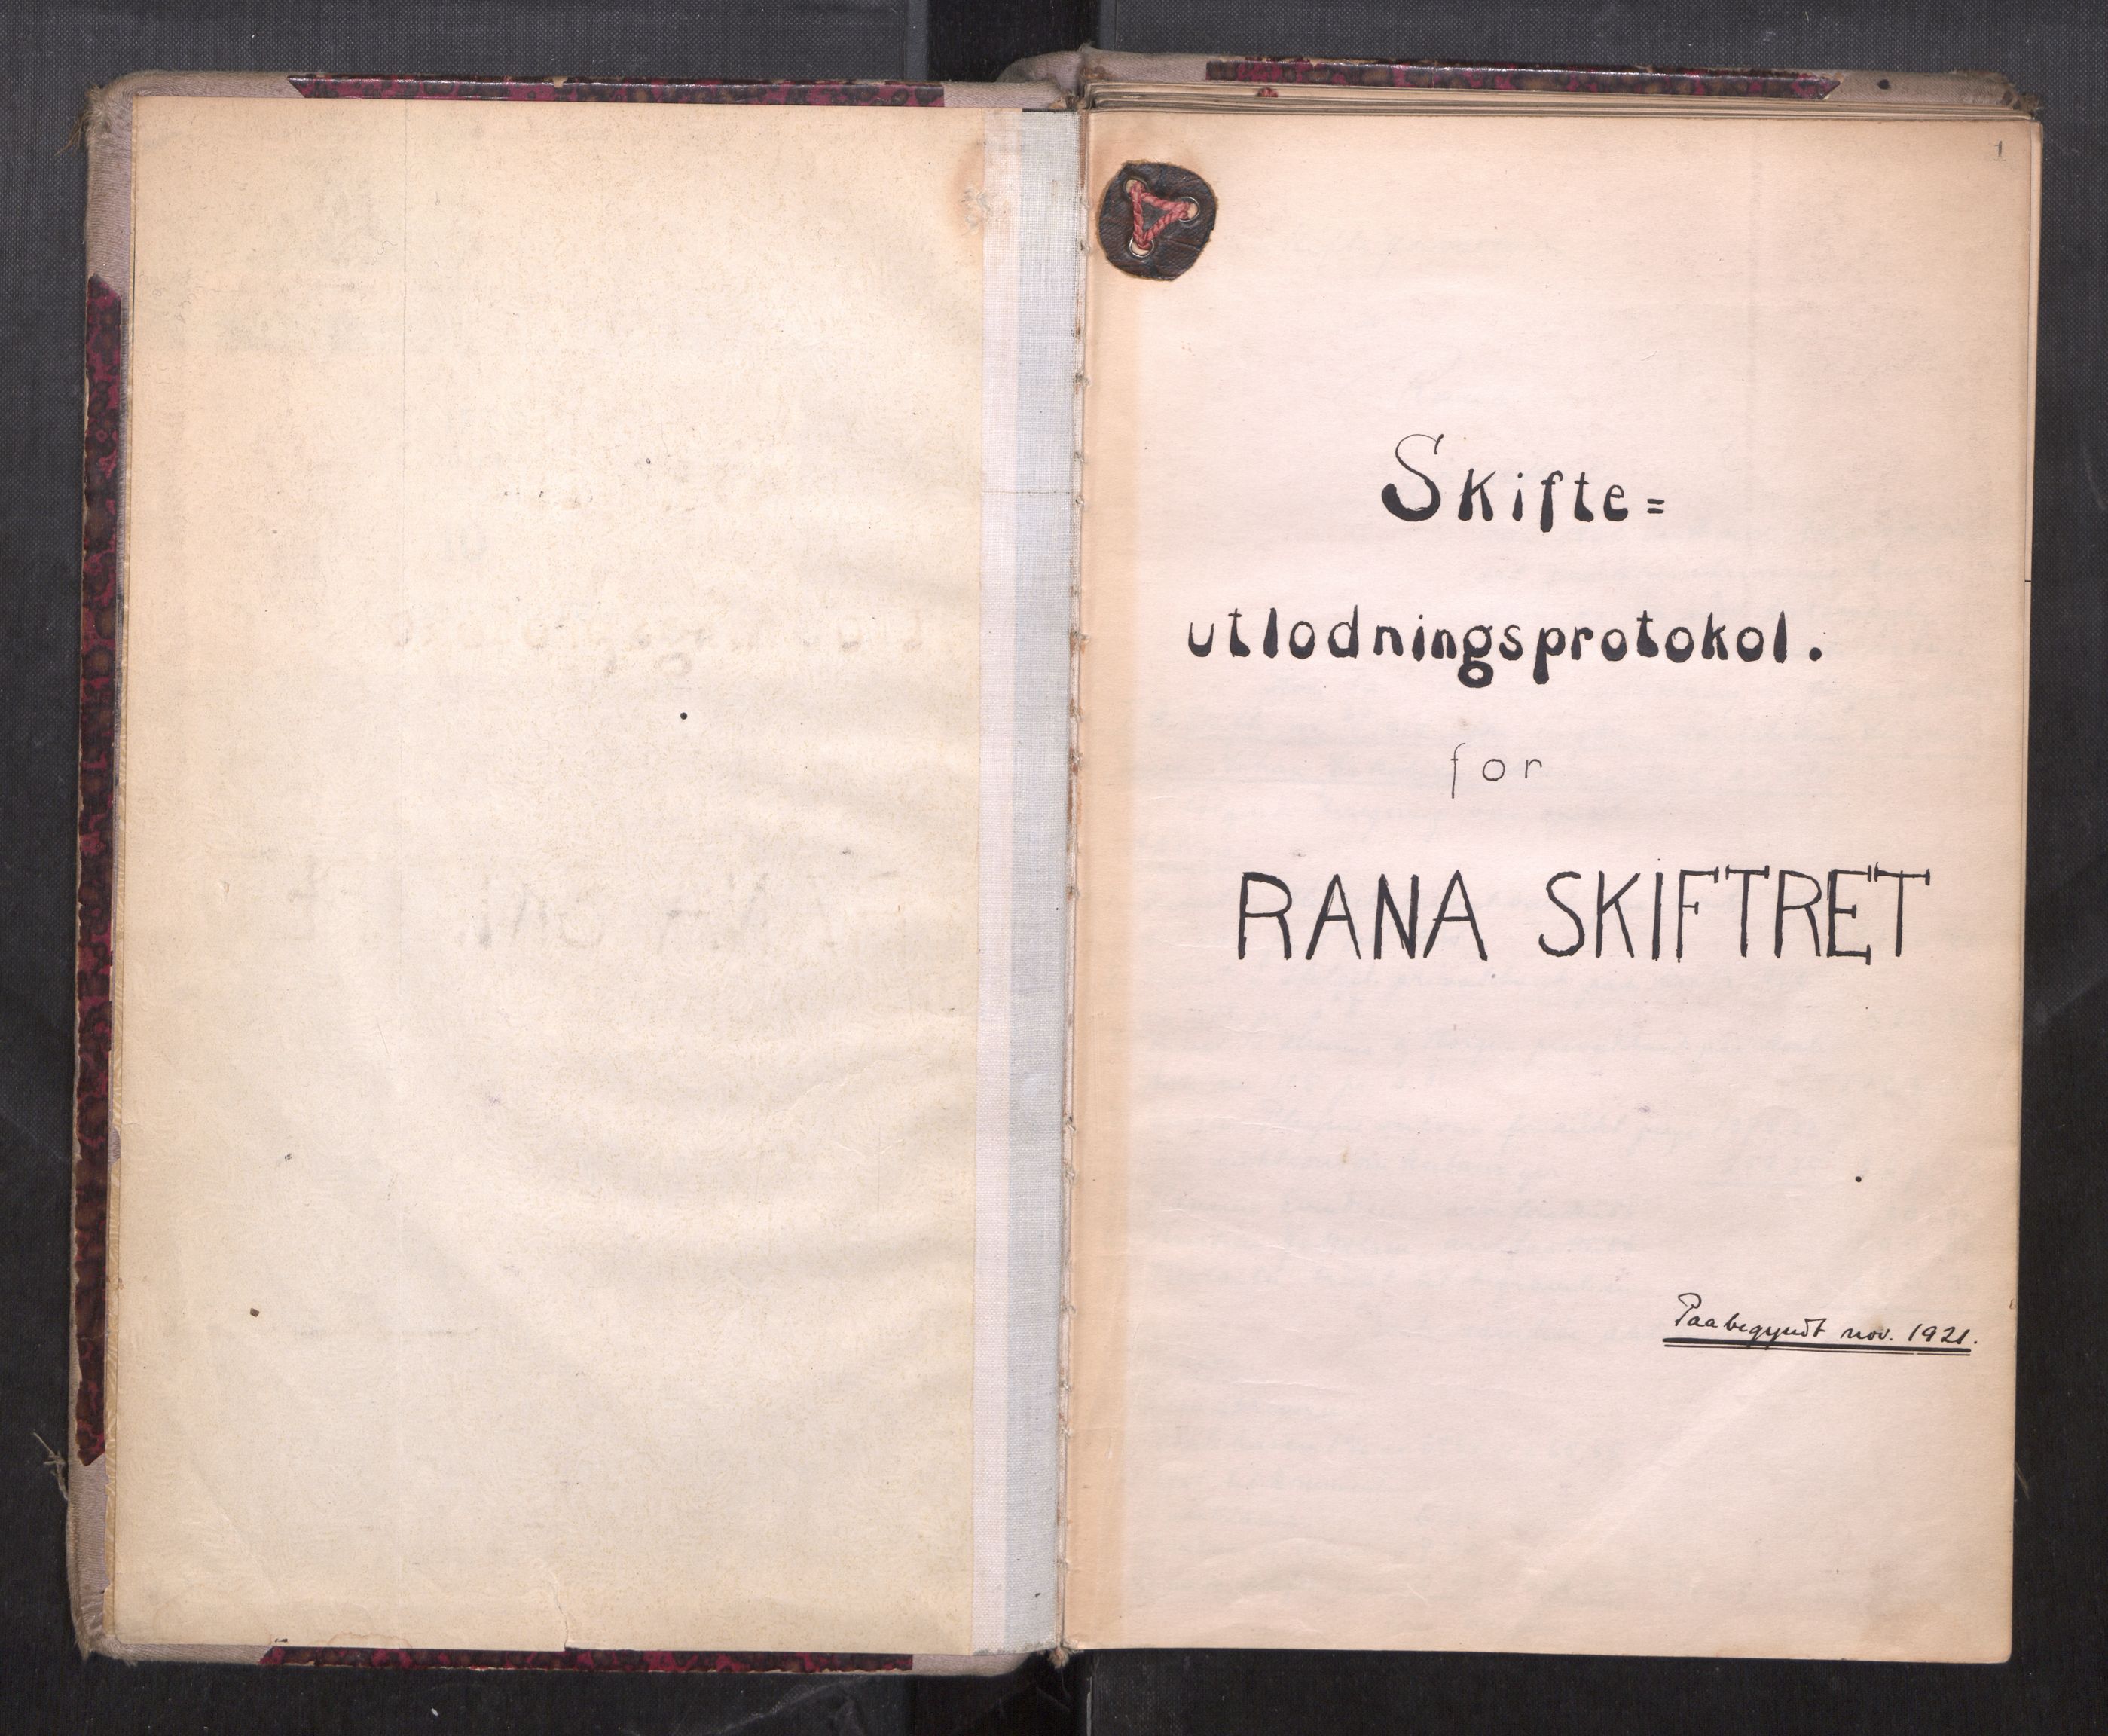 1
Skifte=
utlodningsprotokol.
for
RANA SKIFTRET
Paabegyndt nov. 1921.